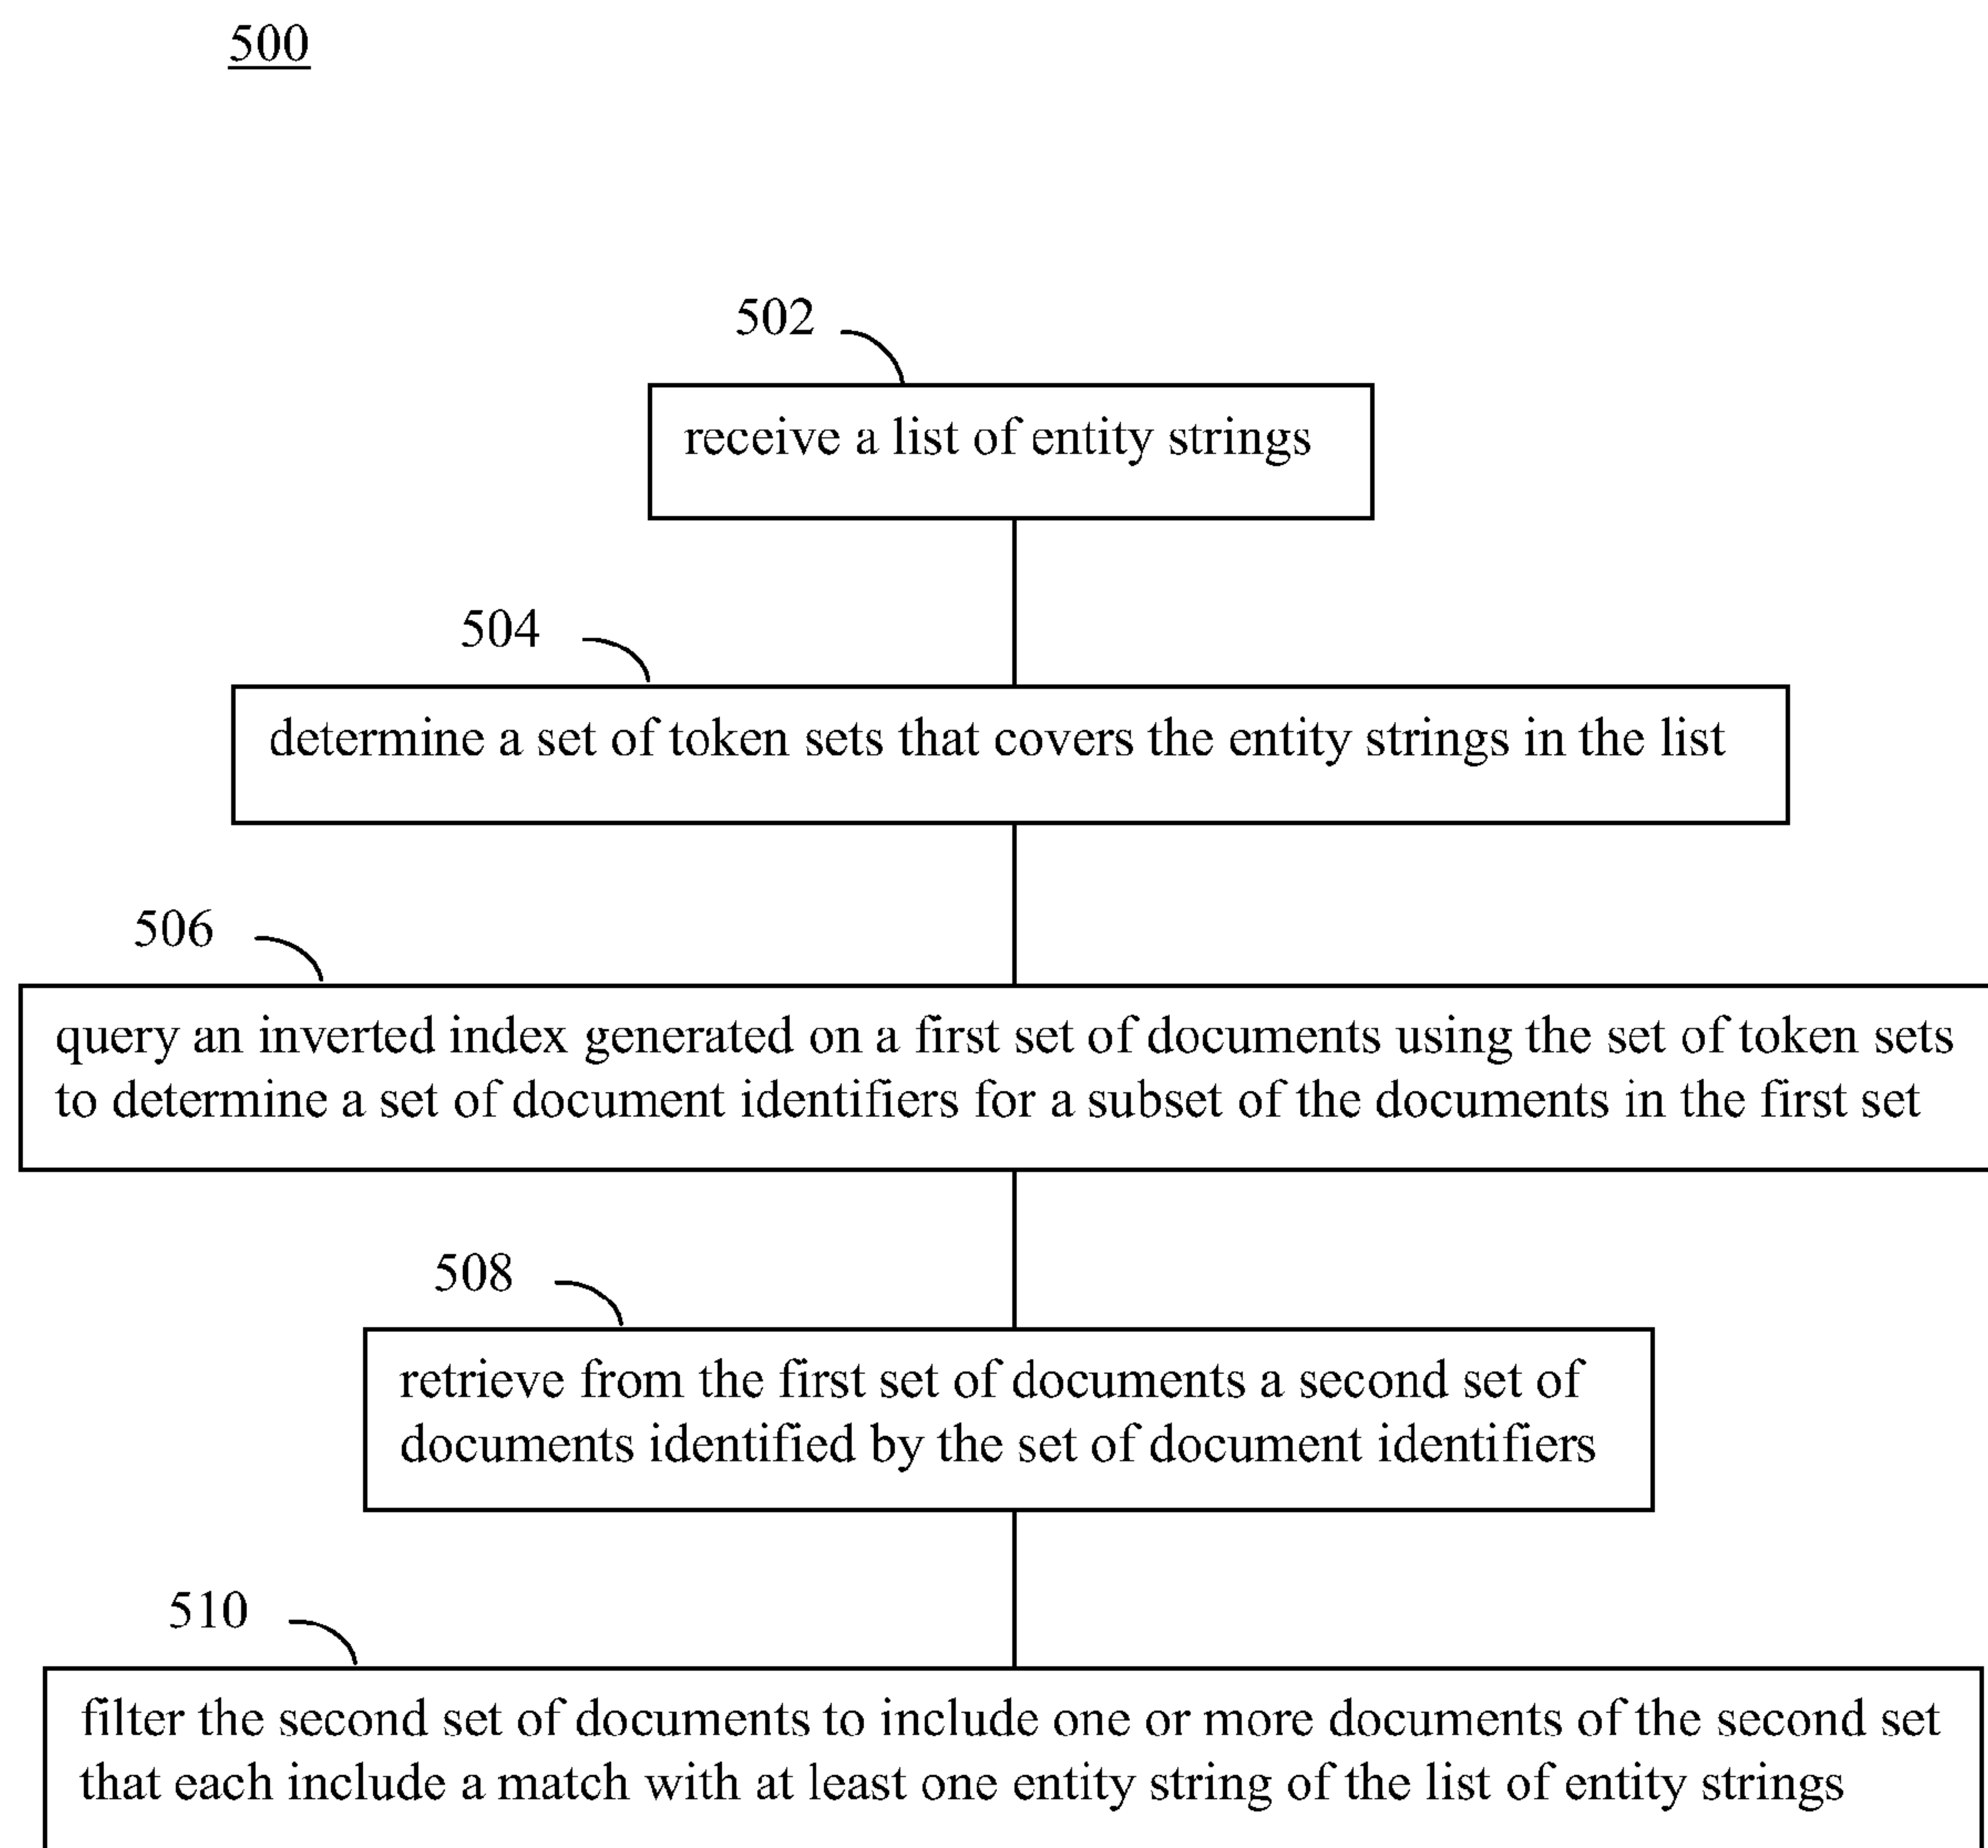 500
502
receive a list of entity strings
504
determine a set of token sets that covers the entity strings in the list
506
query an inverted index generated on a first set of documents using the set of token sets
to determine a set of document identifiers for a subset of the documents in the first set
508
retrieve from the first set of documents a second set of
documents identified by the set of document identifiers
510
filter the second set of documents to include one or more documents of the second set
that each include a match with at least one entity string of the list of entity strings